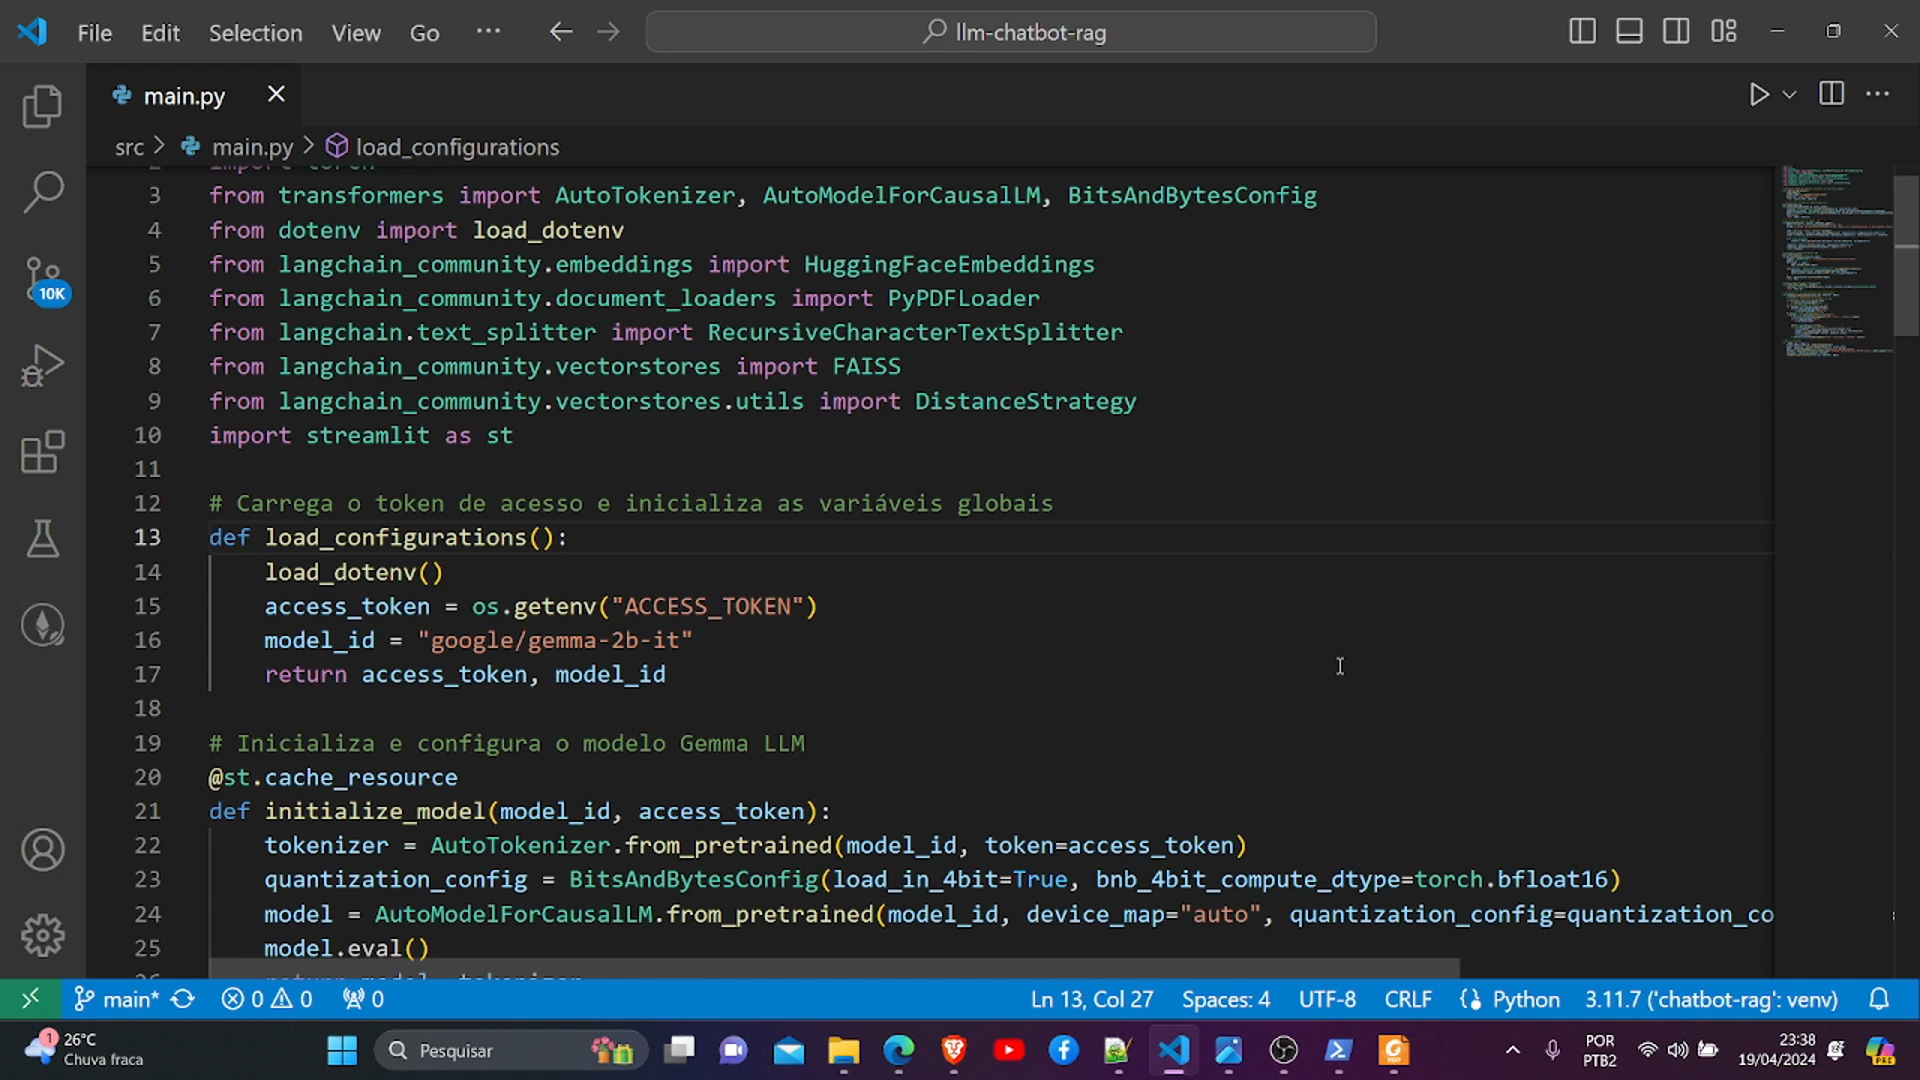 File Edit Selection View Go ··· llm-chatbot-rag
main.py
src > main.py > load_configurations
2 import torch
3 from transformers import AutoTokenizer, AutoModelForCausalLM, BitsAndBytesConfig
4 from dotenv import load_dotenv
5 from langchain_community.embeddings import HuggingFaceEmbeddings
6 from langchain_community.document_loaders import PyPDFLoader
7 from langchain.text_splitter import RecursiveCharacterTextSplitter
8 from langchain_community.vectorstores import FAISS
9 from langchain_community.vectorstores.utils import DistanceStrategy
10 import streamlit as st
11
12 # Carrega o token de acesso e inicializa as variáveis globais
13 def load_configurations():
14 load_dotenv()
15 access_token = os.getenv("ACCESS_TOKEN")
16 model_id = "google/gemma-2b-it"
17 return access_token, model_id
18
19 # Inicializa e configura o modelo Gemma LLM
20 @st.cache_resource
21 def initialize_model(model_id, access_token):
22 tokenizer = AutoTokenizer.from_pretrained(model_id, token=access_token)
23 quantization_config = BitsAndBytesConfig(load_in_4bit=True, bnb_4bit_compute_dtype=torch.bfloat16)
24 model = AutoModelForCausalLM.from_pretrained(model_id, device_map="auto", quantization_config=quantization_co
25 model.eval()
26 return model, tokenizer
10K
main* 0 0 0 Ln 13, Col 27 Spaces: 4 UTF-8 CRLF Python 3.11.7 ('chatbot-rag': venv)
1 26°C
Chuva fraca
Pesquisar
POR
PTB2
23:38
19/04/2024